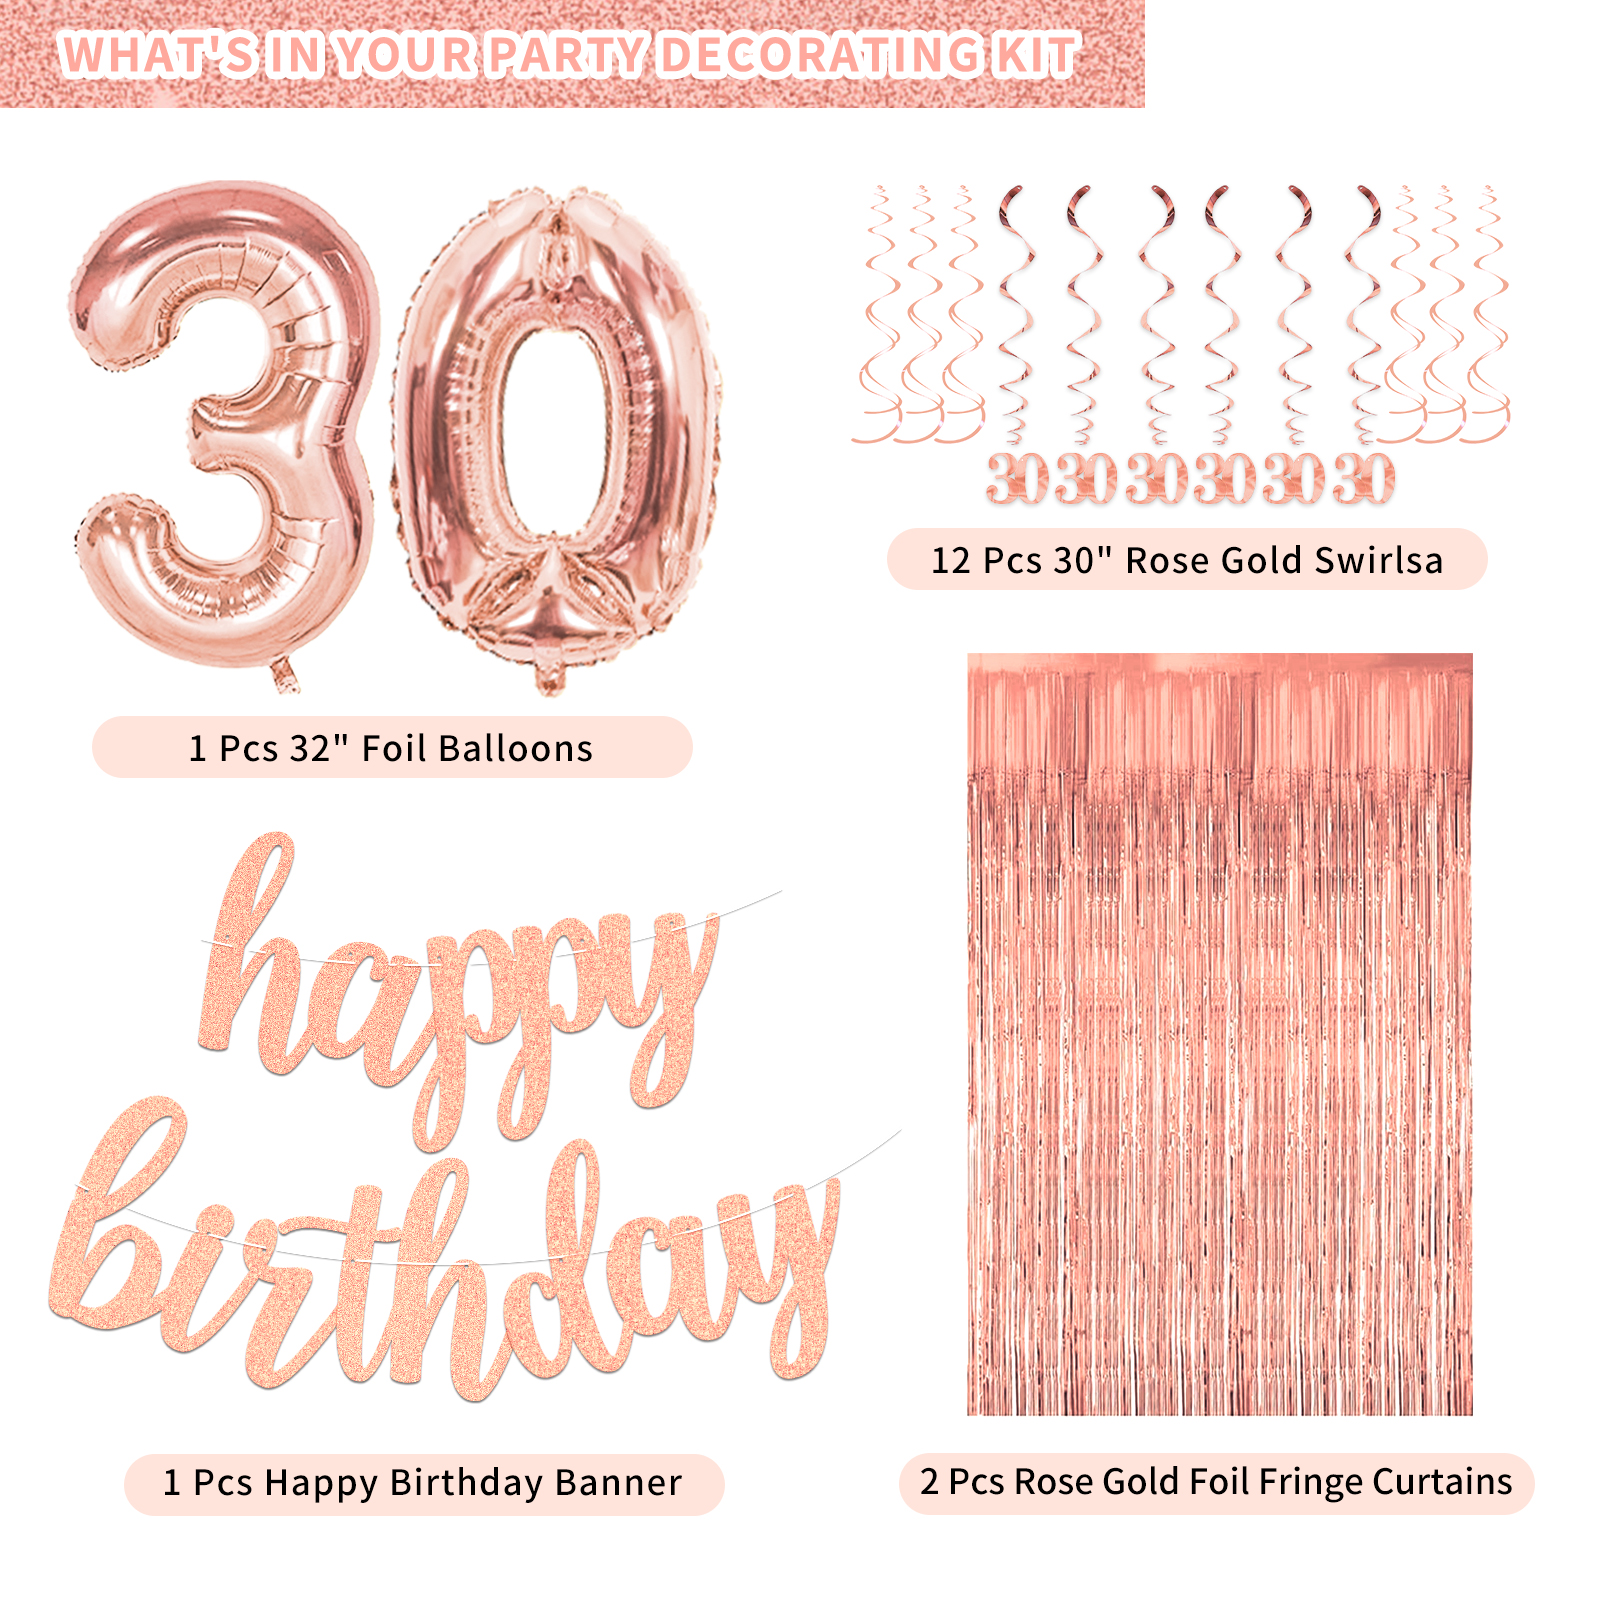 WHAT'S IN YOUR PARTY DECORATING KIT
30
30 30 30 30 30 30
12 Pcs 30" Rose Gold Swirlsa
1 Pcs 32" Foil Balloons
happy
birthday
1 Pcs Happy Birthday Banner
2 Pcs Rose Gold Foil Fringe Curtains